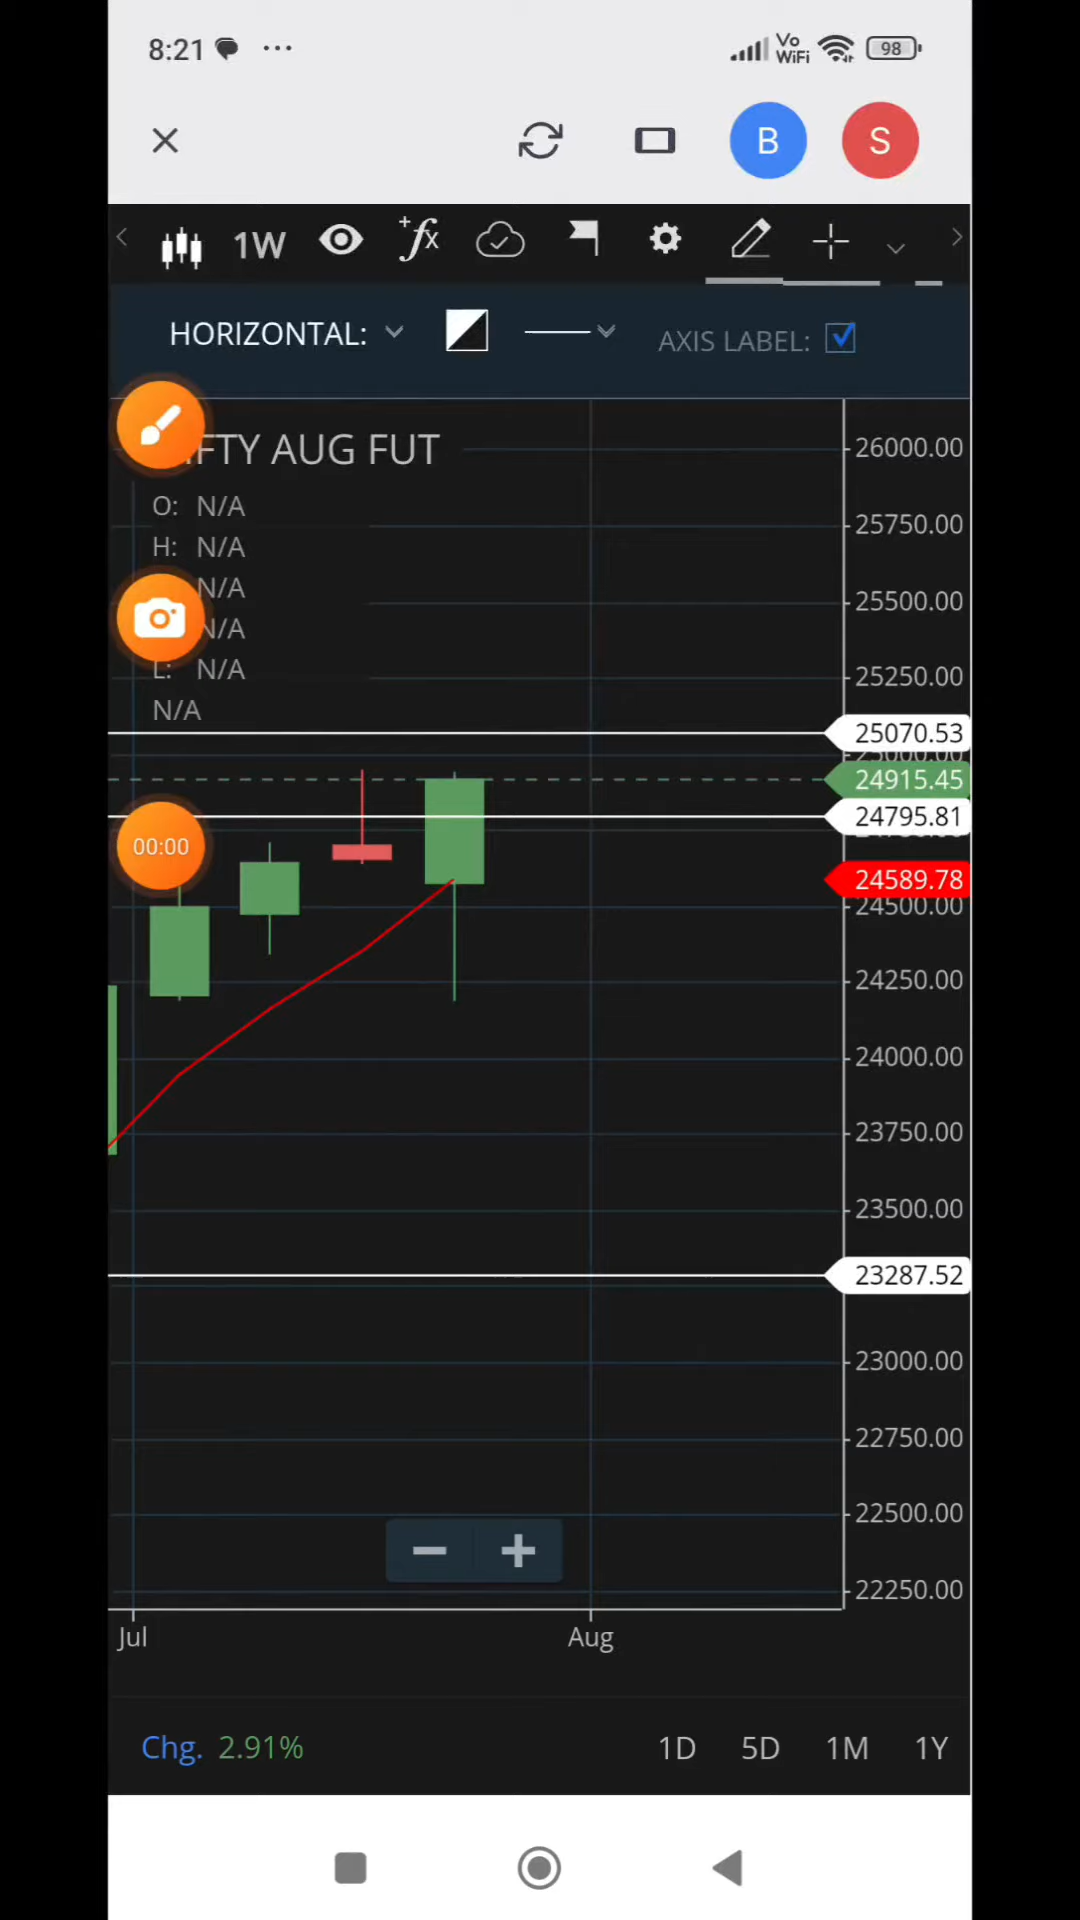 8:21 98
Vo
WiFi
B S
1W fx
HORIZONTAL: AXIS LABEL:
FTY AUG FUT
O: N/A
H: N/A
N/A
N/A
L: N/A
N/A
00:00
26000.00
25750.00
25500.00
25250.00
25070.53
24915.45
24795.81
24589.78
24500.00
24250.00
24000.00
23750.00
23500.00
23287.52
23000.00
22750.00
22500.00
22250.00
Jul Aug
Chg. 2.91% 1D 5D 1M 1Y